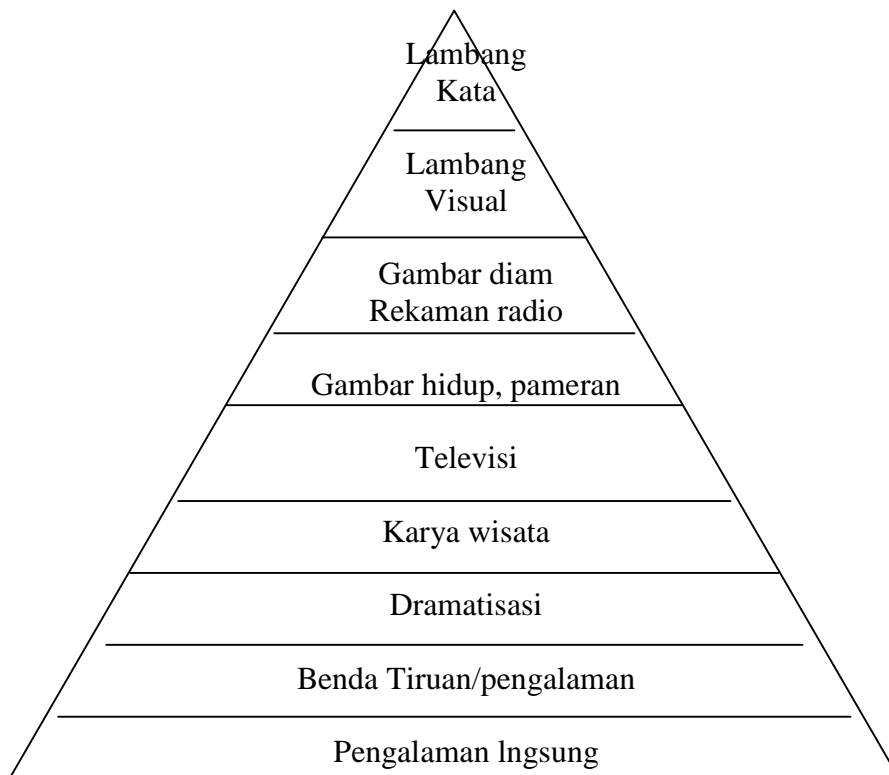 Lambang
Kata
Lambang
Visual
Gambar diam
Rekaman radio
Gambar hidup, pameran
Televisi
Karya wisata
Dramatisasi
Benda Tiruan/pengalaman
Pengalaman lngsung